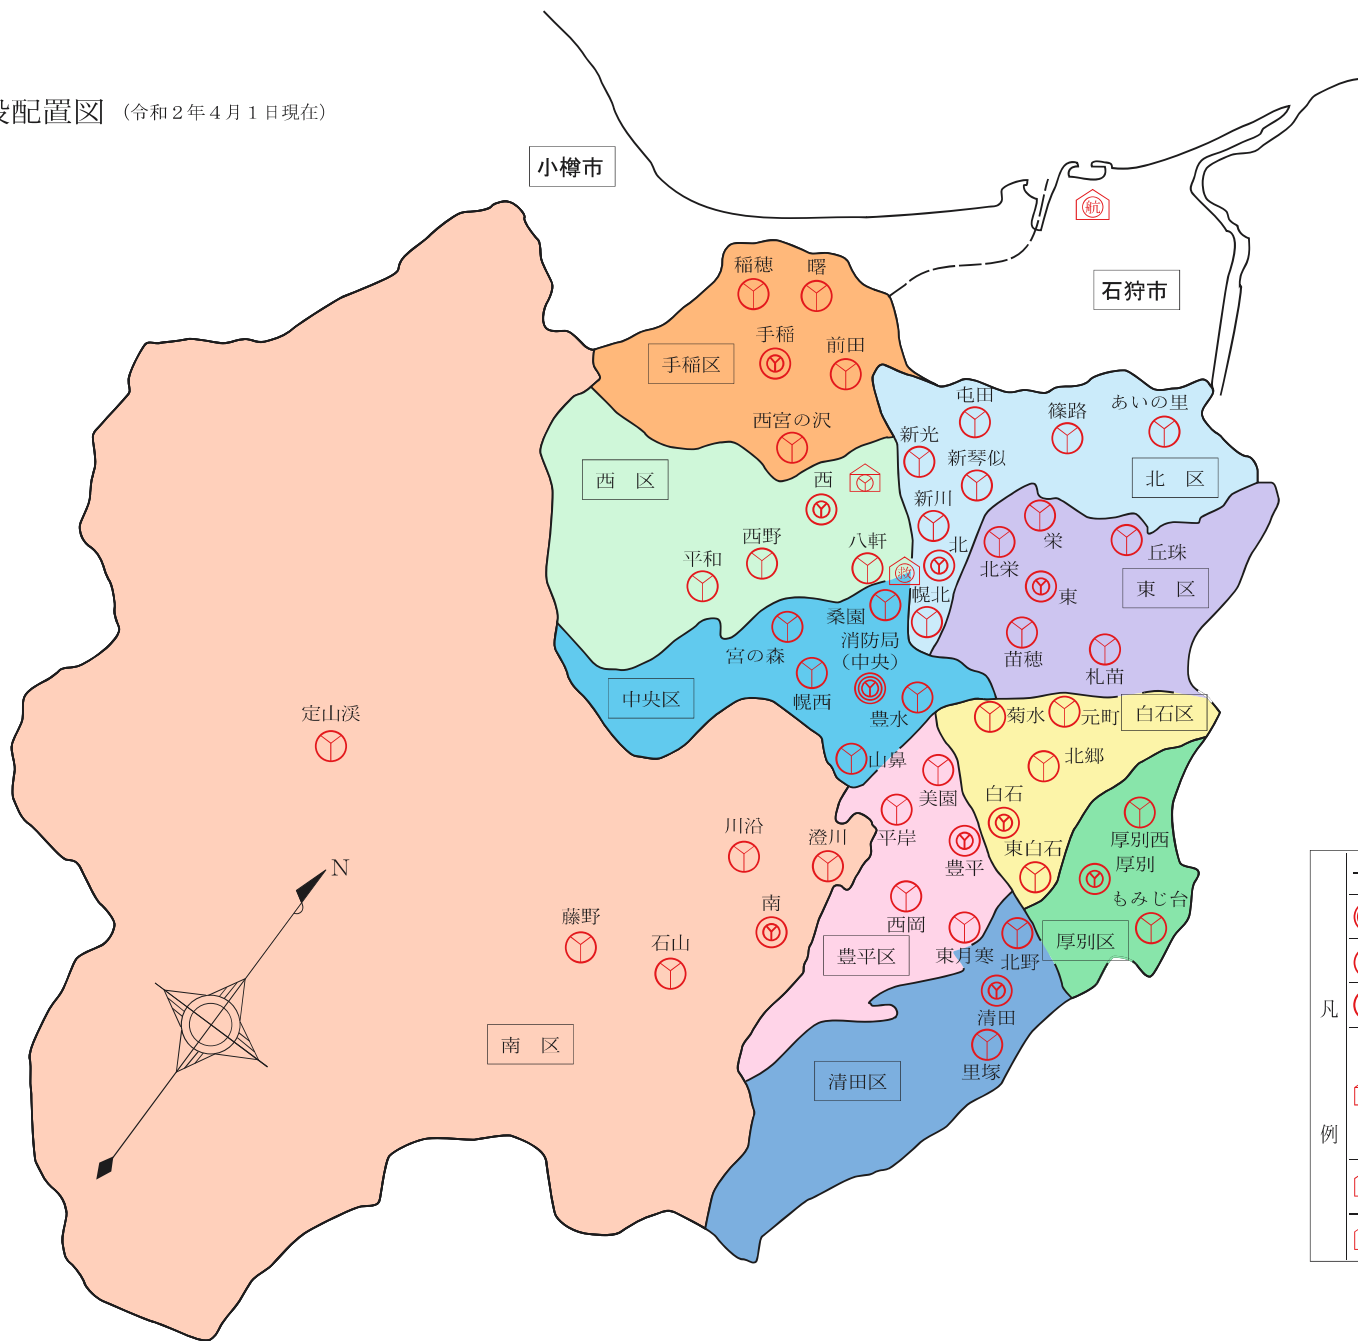 設配置図 (令和2年4月1日現在)
小樽市
航
石狩市
稲穂
曙
手稲
前田
手稲区
西宮の沢
屯田
篠路
あいの里
新光
新琴似
北 区
西 区
西
新川
西野
八軒
北
平和
救
幌北
栄
北栄
丘珠
東
東 区
苗穂
札苗
桑園
宮の森
消防局
(中央)
幌西
中央区
豊水
山鼻
菊水
元町
白石区
北郷
白石
東白石
厚別西
厚別
もみじ台
厚別区
美園
平岸
豊平
西岡
東月寒
豊平区
北野
清田
里塚
清田区
定山渓
川沿
澄川
藤野
石山
南
南 区
N
凡
例